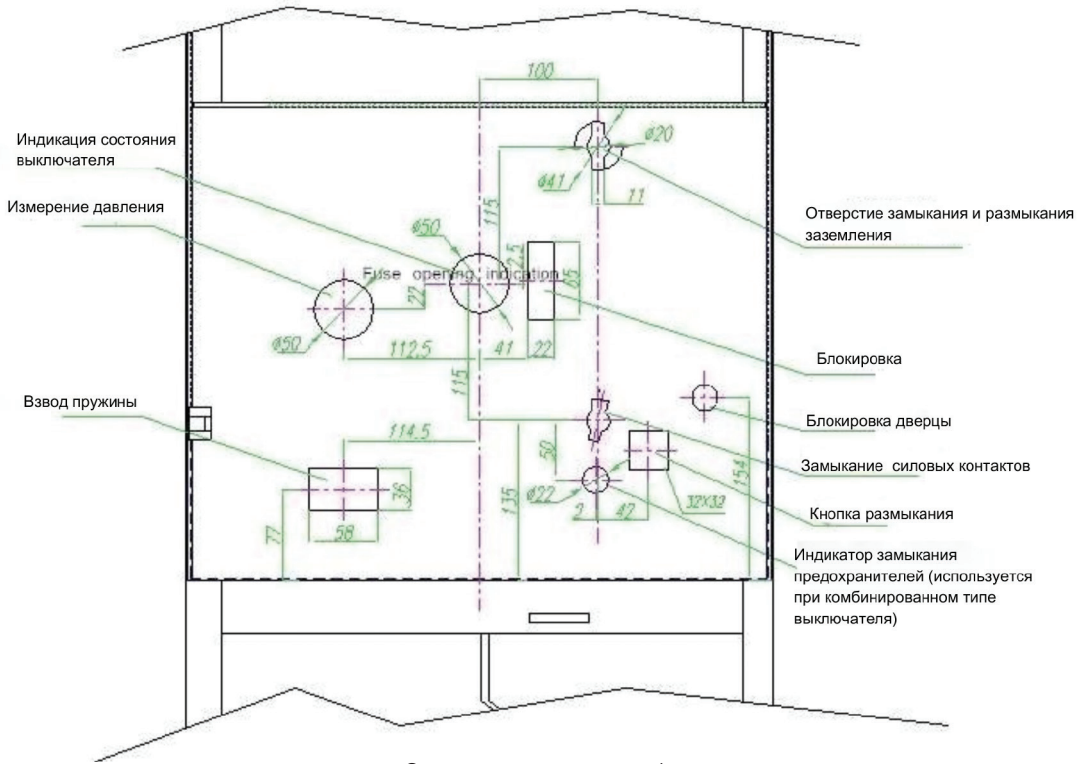 100
Индикация состояния
выключателя
ø20
ø41
11
115
Измерение давления
Отверстие замыкания и размыкания
заземления
ø50
Fuse opening indication
2,5
65
22
ø50
112,5
41
22
115
Блокировка
Взвод пружины
114,5
Блокировка дверцы
50
154
Замыкание силовых контактов
36
ø22
135
32X32
2
42
Кнопка размыкания
77
58
Индикатор замыкания
предохранителей (используется
при комбинированном типе
выключателя)